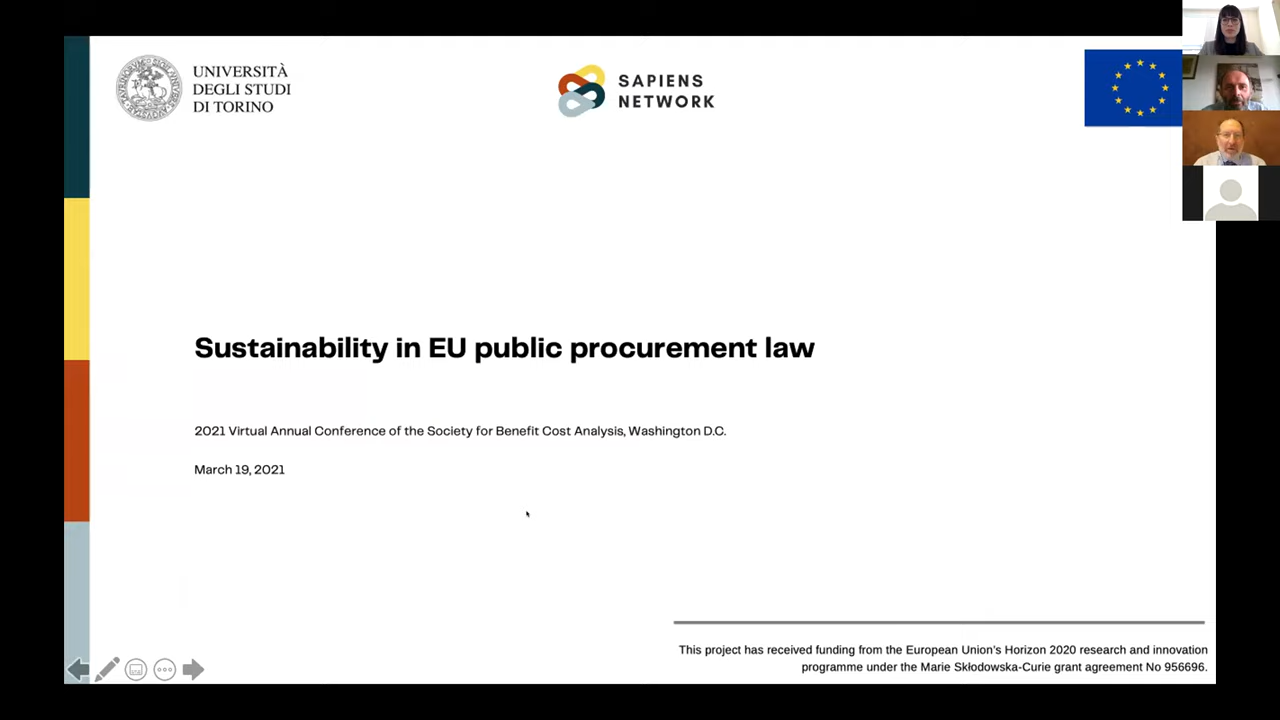 UNIVERSITÀ
DEGLI STUDI
DI TORINO
SAPIENS
NETWORK
Sustainability in EU public procurement law
2021 Virtual Annual Conference of the Society for Benefit Cost Analysis, Washington D.C.
March 19, 2021
This project has received funding from the European Union's Horizon 2020 research and innovation
programme under the Marie Skłodowska-Curie grant agreement No 956696.